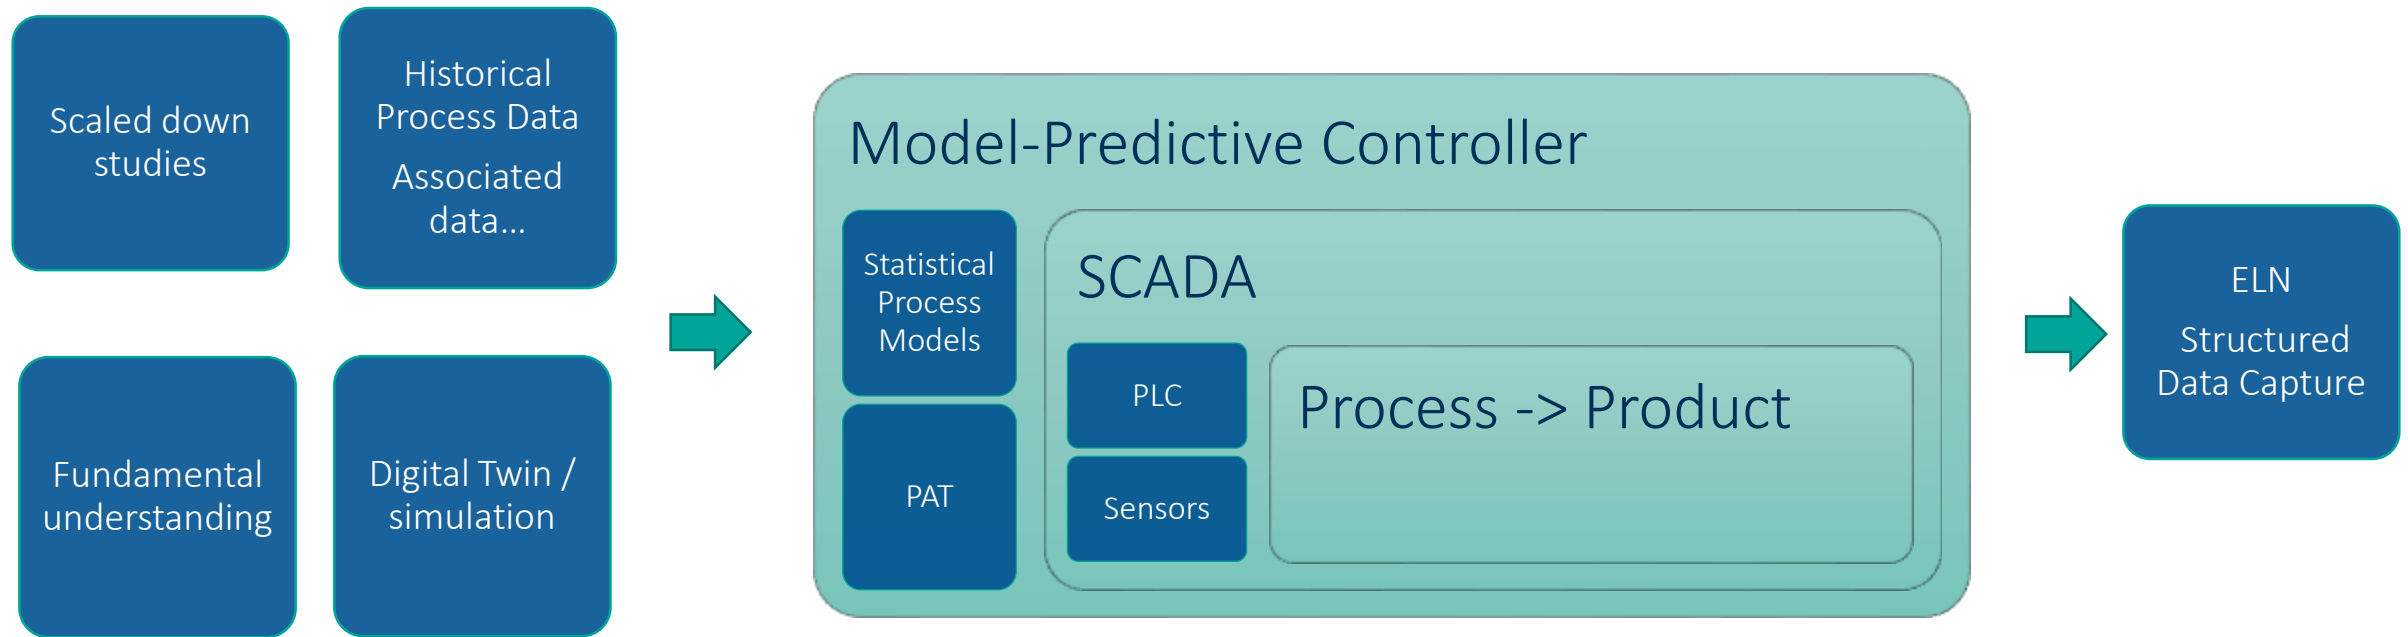 Scaled down
studies
Historical
Process Data
Associated
data...
Fundamental
understanding
Digital Twin /
simulation
Model-Predictive Controller
Statistical
Process
Models
PAT
SCADA
PLC
Sensors
Process -> Product
ELN
Structured
Data Capture